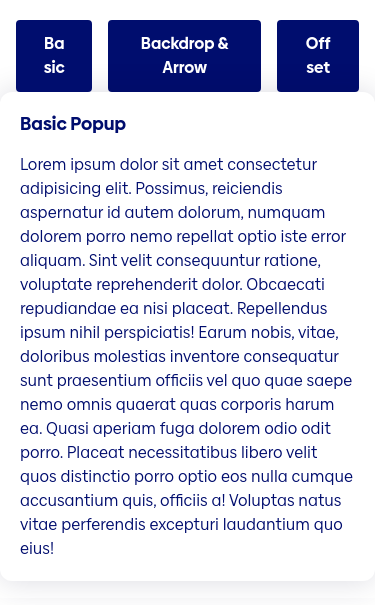 Ba
sic
Backdrop &
Arrow
Off
set
Basic Popup
Lorem ipsum dolor sit amet consectetur
adipisicing elit. Possimus, reiciendis
aspernatur id autem dolorum, numquam
dolorem porro nemo repellat optio iste error
aliquam. Sint velit consequuntur ratione,
voluptate reprehenderit dolor. Obcaecati
repudiandae ea nisi placeat. Repellendus
ipsum nihil perspiciatis! Earum nobis, vitae,
doloribus molestias inventore consequatur
sunt praesentium officiis vel quo quae saepe
nemo omnis quaerat quas corporis harum
ea. Quasi aperiam fuga dolorem odio odit
porro. Placeat necessitatibus libero velit
quos distinctio porro optio eos nulla cumque
accusantium quis, officiis a! Voluptas natus
vitae perferendis excepturi laudantium quo
eius!